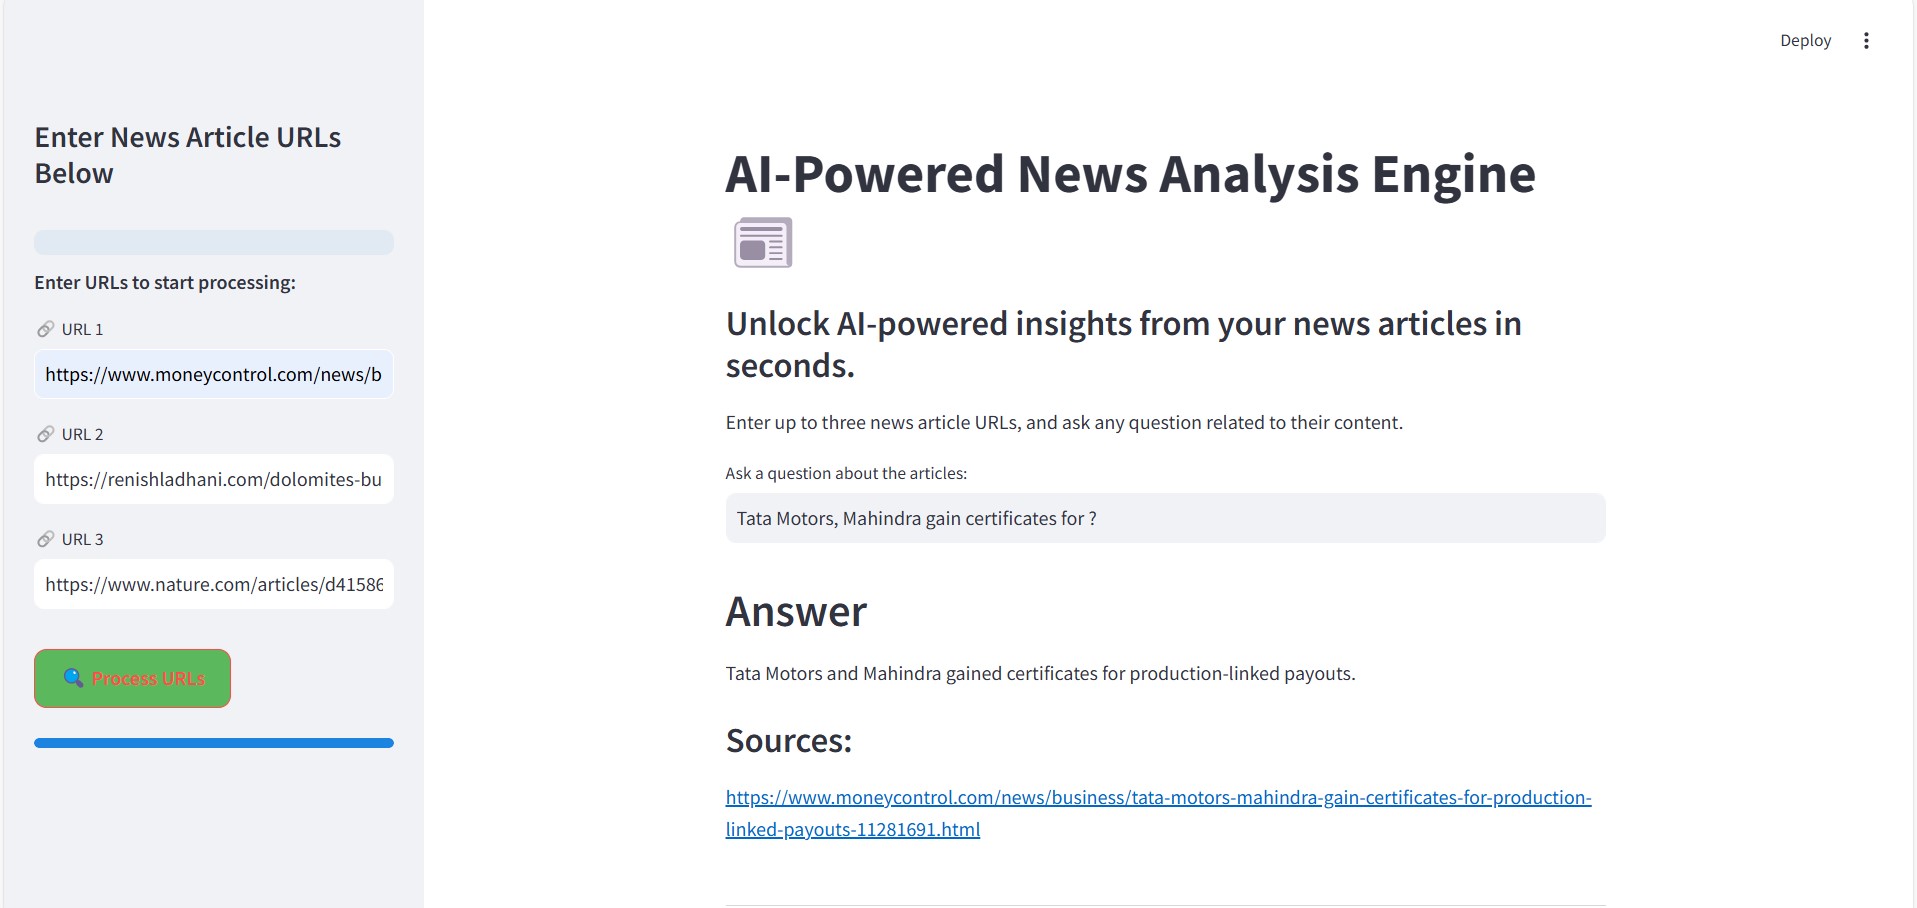 Deploy
Enter News Article URLs
Below
Enter URLs to start processing:
URL 1
https://www.moneycontrol.com/news/b
URL 2
https://renishladhani.com/dolomites-bu
URL 3
https://www.nature.com/articles/d41586
Process URLs
AI-Powered News Analysis Engine
Unlock AI-powered insights from your news articles in
seconds.
Enter up to three news article URLs, and ask any question related to their content.
Ask a question about the articles:
Tata Motors, Mahindra gain certificates for ?
Answer
Tata Motors and Mahindra gained certificates for production-linked payouts.
Sources:
https://www.moneycontrol.com/news/business/tata-motors-mahindra-gain-certificates-for-production-
linked-payouts-11281691.html